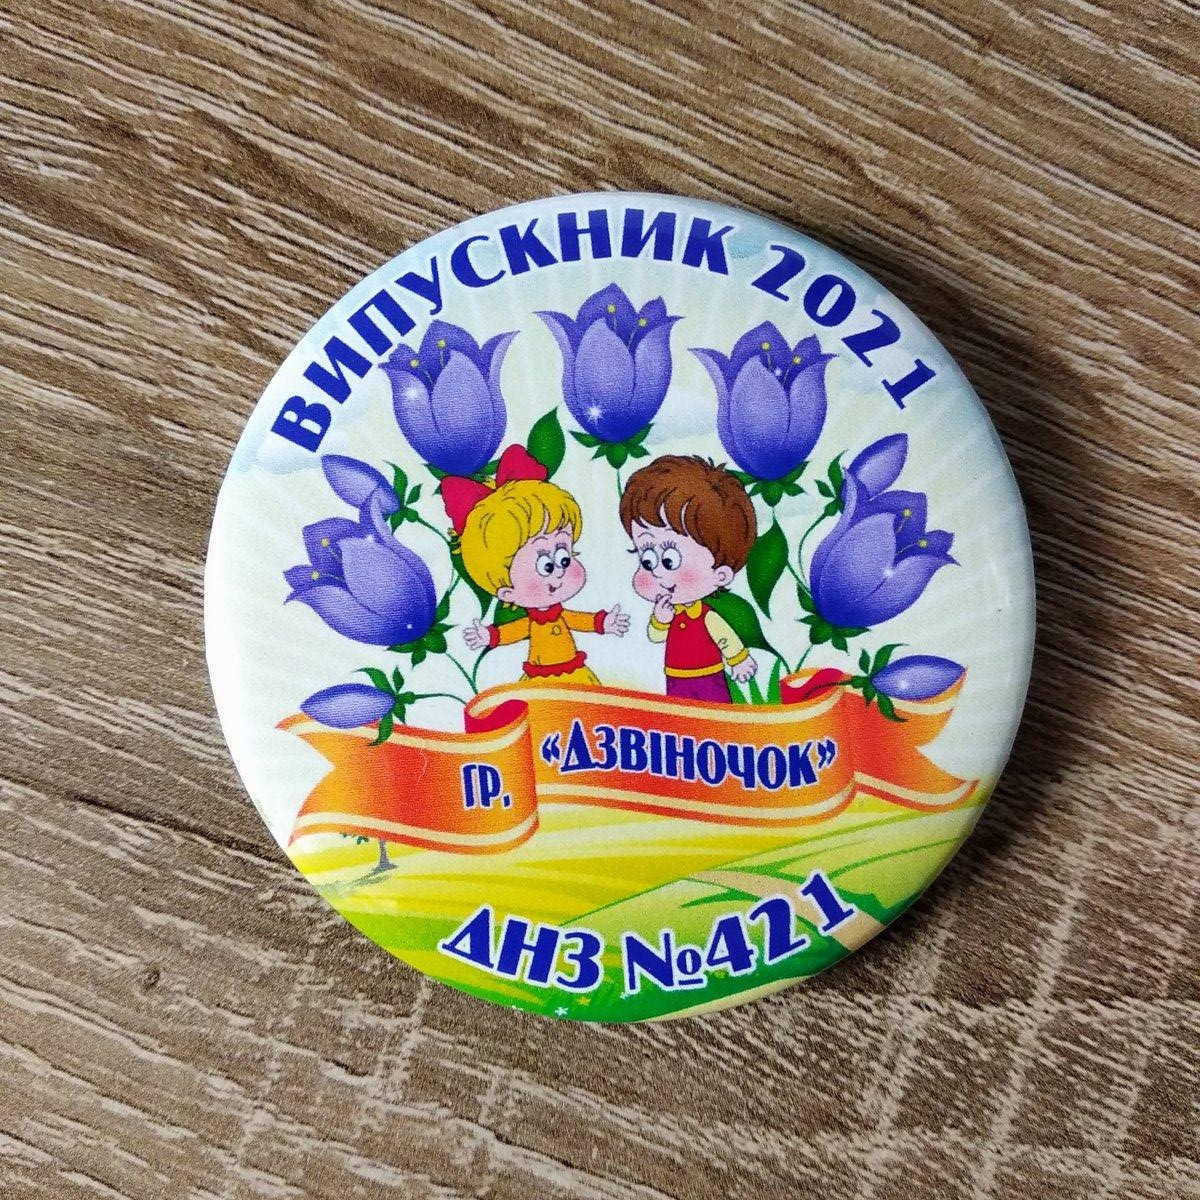 ВИПУСКНИК 2021
ГР. «ДЗВІНОЧОК»
ДНЗ №421